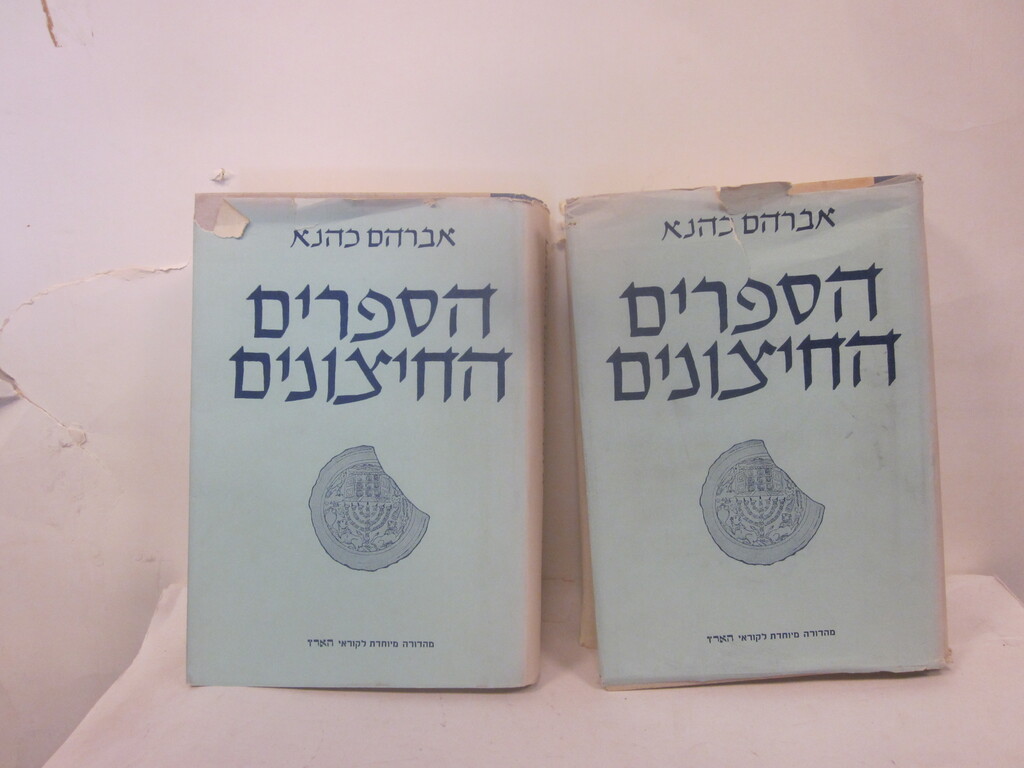 אברהם כהנא
הספרים
החיצונים
מהדורה מיוחדת לקוראי הארץ
אברהם כהנא
הספרים
החיצונים
מהדורה מיוחדת לקוראי הארץ